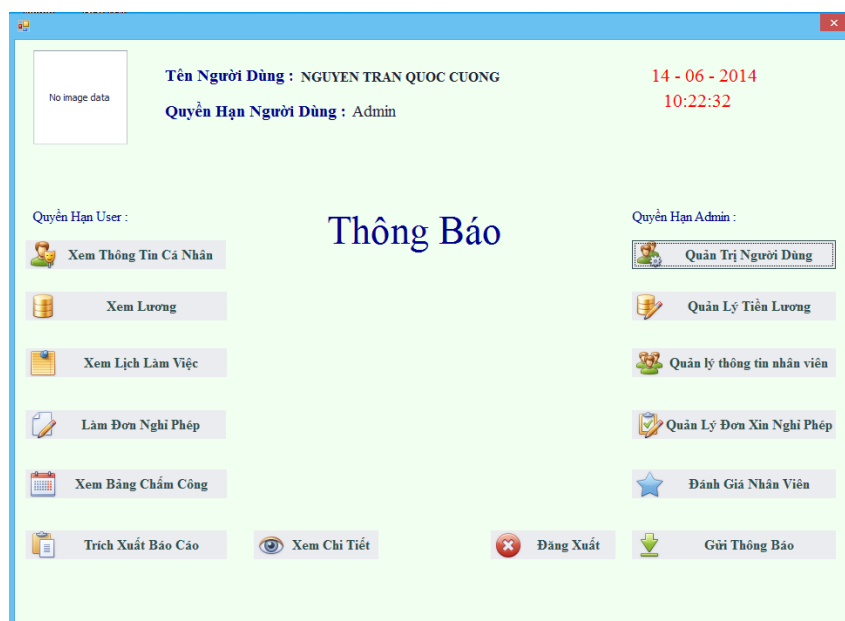 No image data
Tên Người Dùng : NGUYEN TRAN QUOC CUONG
Quyền Hạn Người Dùng : Admin
14 - 06 - 2014
10:22:32
Thông Báo
Quyền Hạn User :
Xem Thông Tin Cá Nhân
Xem Lương
Xem Lịch Làm Việc
Làm Đơn Nghỉ Phép
Xem Bảng Chấm Công
Trích Xuất Báo Cáo
Xem Chi Tiết
Đăng Xuất
Quyền Hạn Admin :
Quản Trị Người Dùng
Quản Lý Tiền Lương
Quản lý thông tin nhân viên
Quản Lý Đơn Xin Nghỉ Phép
Đánh Giá Nhân Viên
Gửi Thông Báo